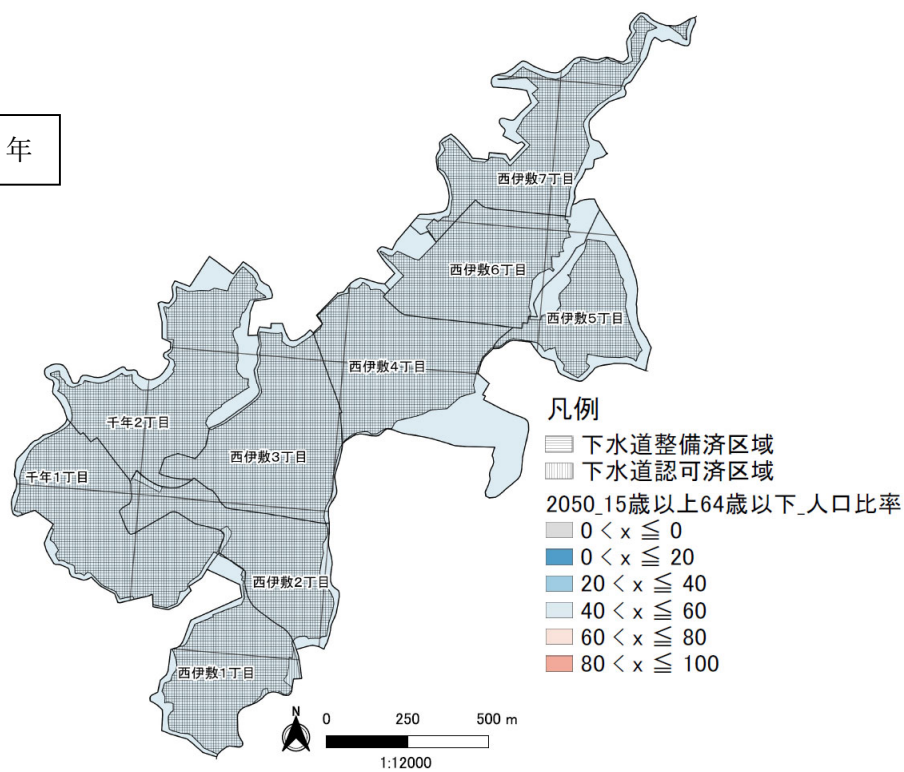 年
西伊敷7丁目
西伊敷6丁目
西伊敷5丁目
西伊敷4丁目
千年2丁目
西伊敷3丁目
千年1丁目
西伊敷2丁目
西伊敷1丁目
凡例
下水道整備済区域
下水道認可済区域
2050_15歳以上64歳以下_人口比率
0 < x ≦ 0
0 < x ≦ 20
20 < x ≦ 40
40 < x ≦ 60
60 < x ≦ 80
80 < x ≦ 100
N
0 250 500 m
1:12000